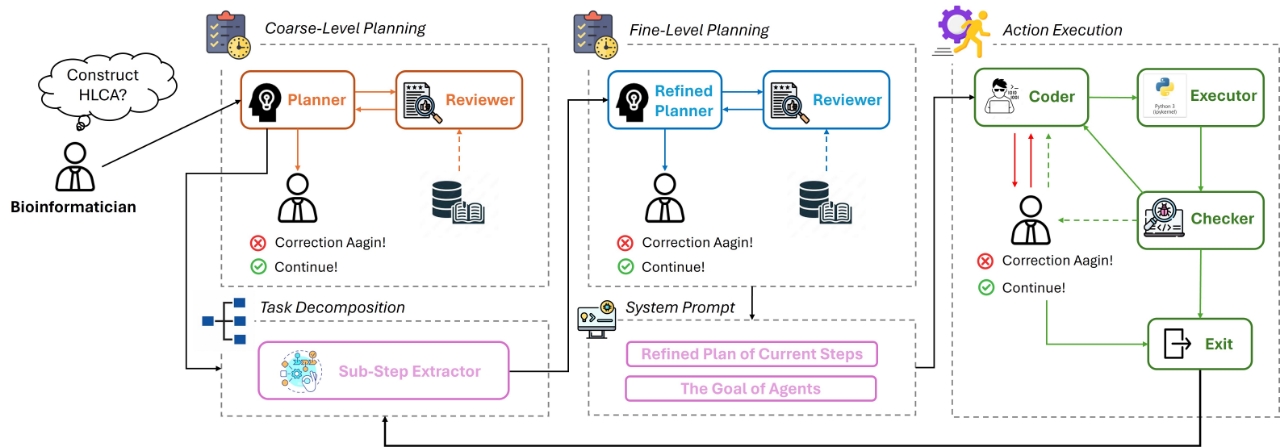 Coarse-Level Planning
Fine-Level Planning
Action Execution
Construct
HLCA?
Bioinformatician
Planner
Reviewer
Correction Aagin!
Continue!
Refined
Planner
Reviewer
Correction Aagin!
Continue!
Coder
Python 3
(ipykernel)
Executor
Checker
Correction Aagin!
Continue!
Exit
Task Decomposition
Sub-Step Extractor
System Prompt
Refined Plan of Current Steps
The Goal of Agents